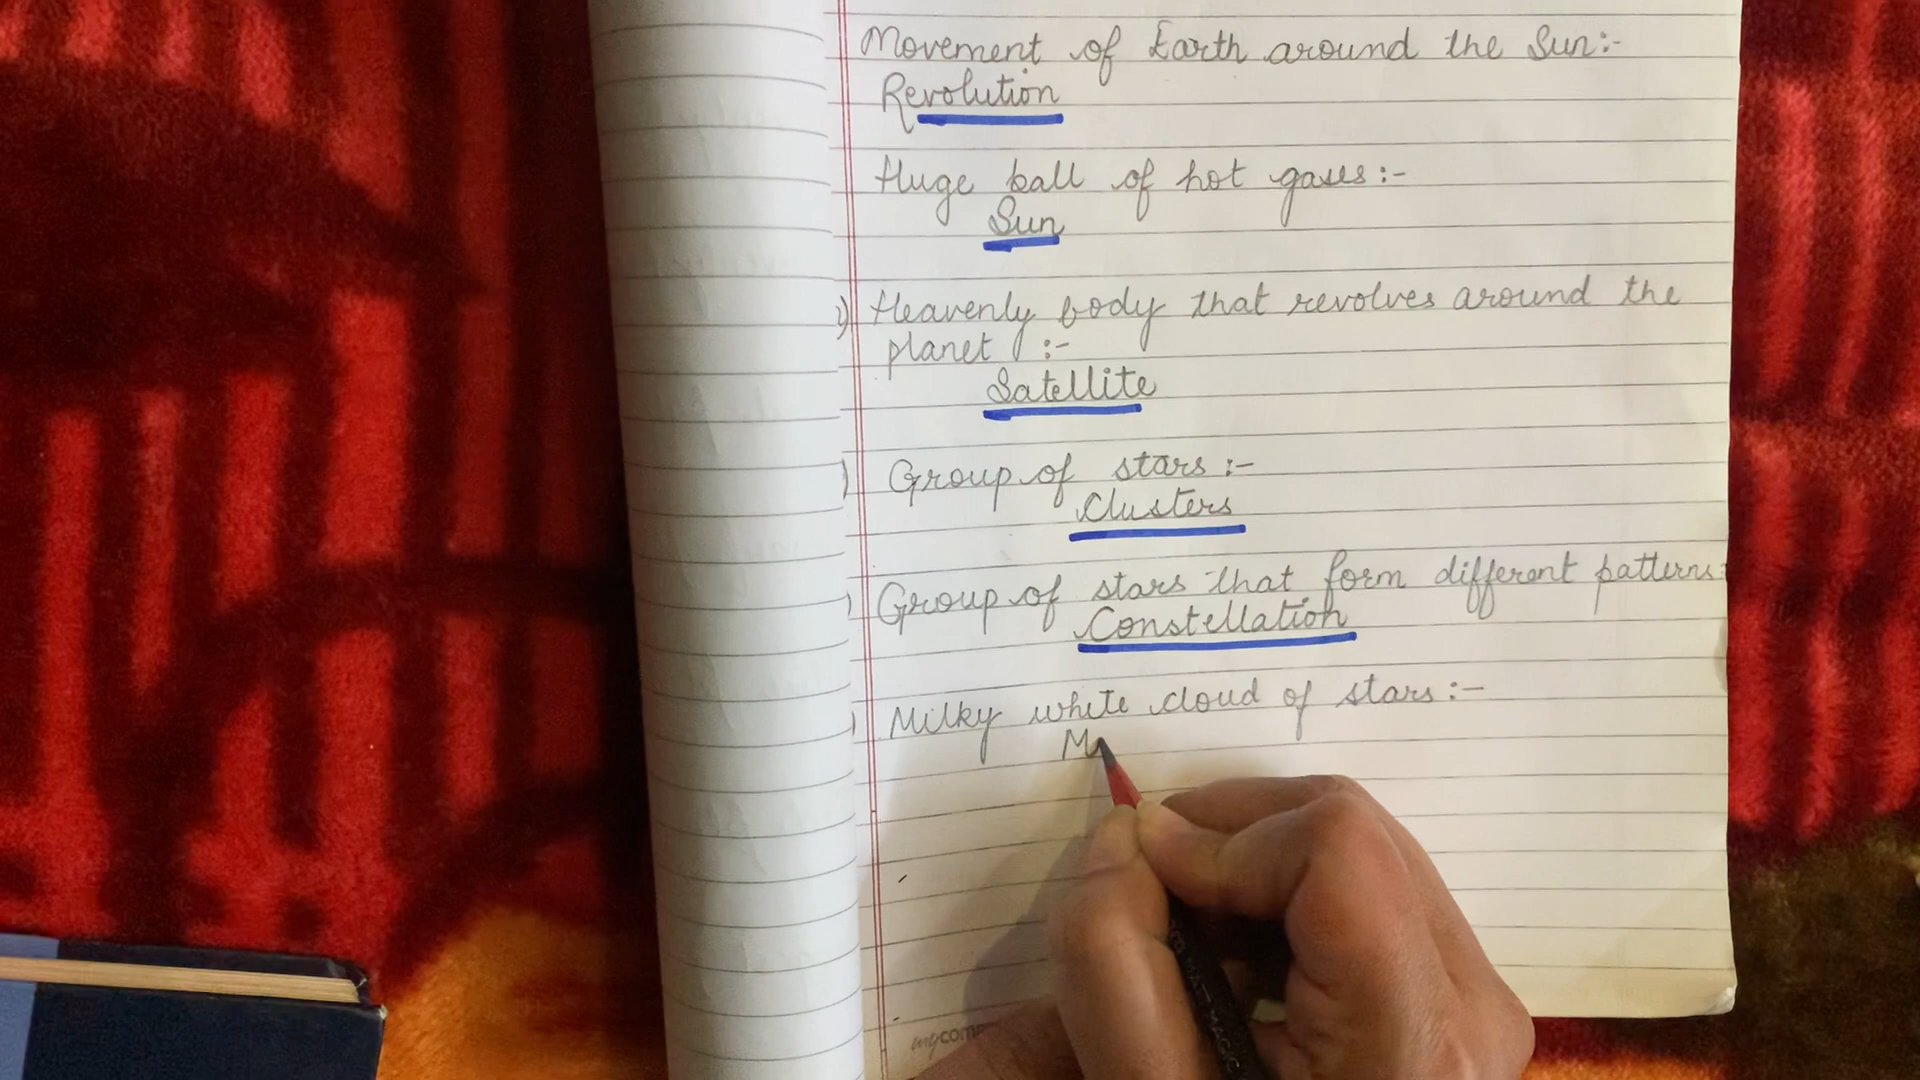 Movement of Earth around the Sun:-
Revolution
Huge ball of hot gases:-
Sun
Heavenly body that revolves around the
planet :-
Satellite
Group of stars :-
Clusters
Group of stars that form different patterns:
Constellation
Milky white cloud of stars:-
M